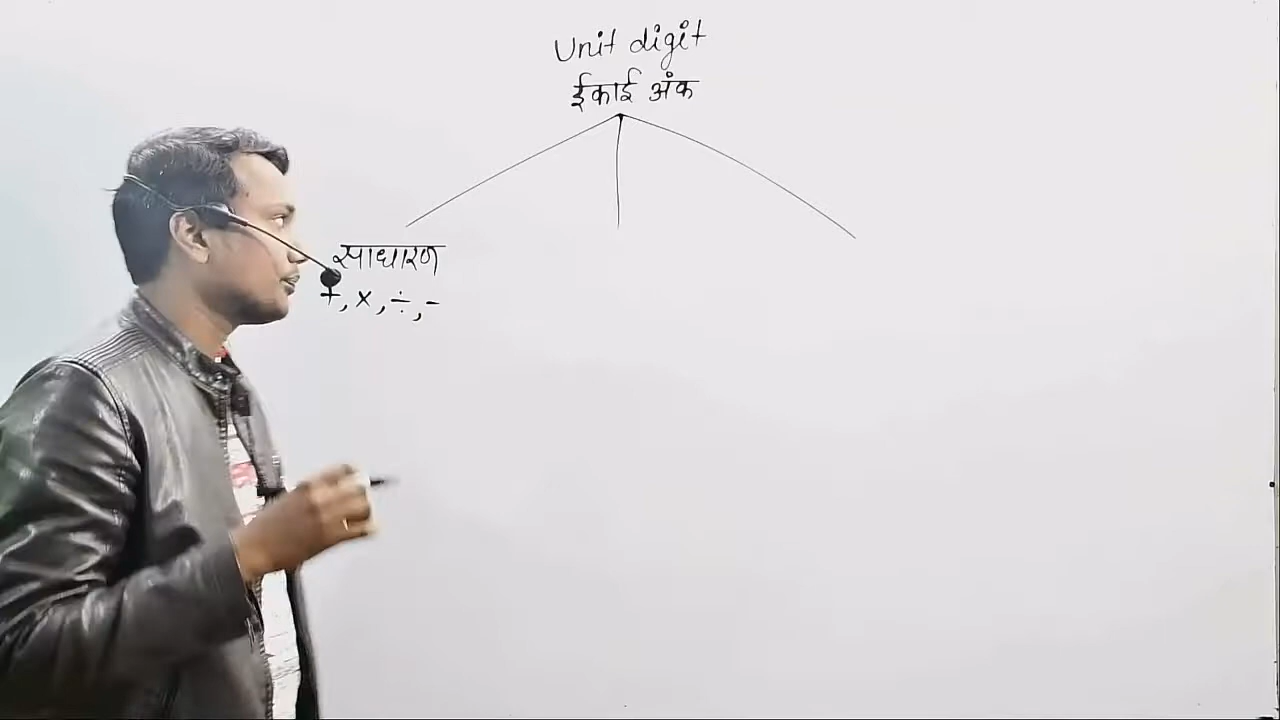 Unit digit
ईकाई अंक
साधारण
+, ×, ÷, -